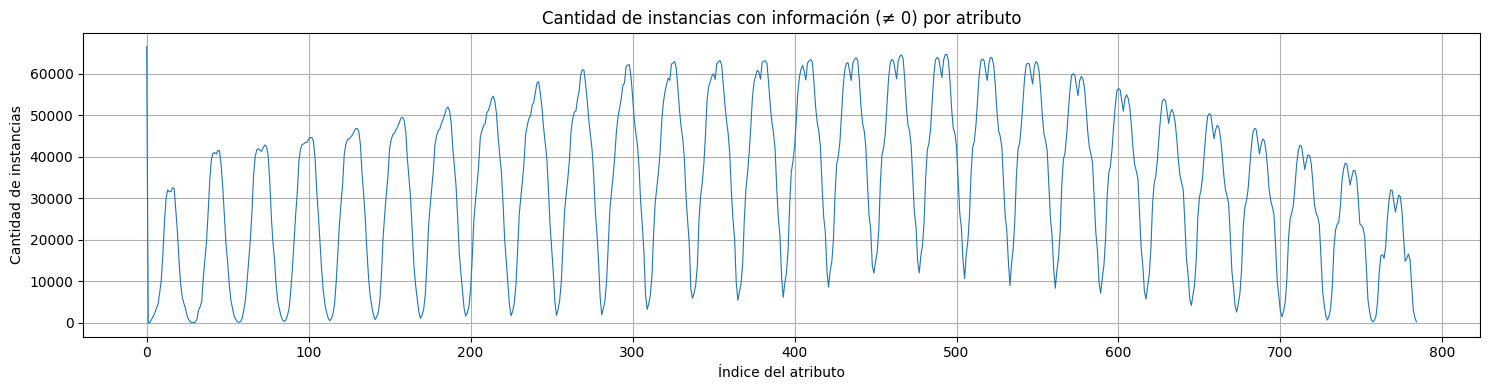 Cantidad de instancias con información (≠ 0) por atributo
Cantidad de instancias
60000
50000
40000
30000
20000
10000
0
0 100 200 300 400 500 600 700 800
Índice del atributo